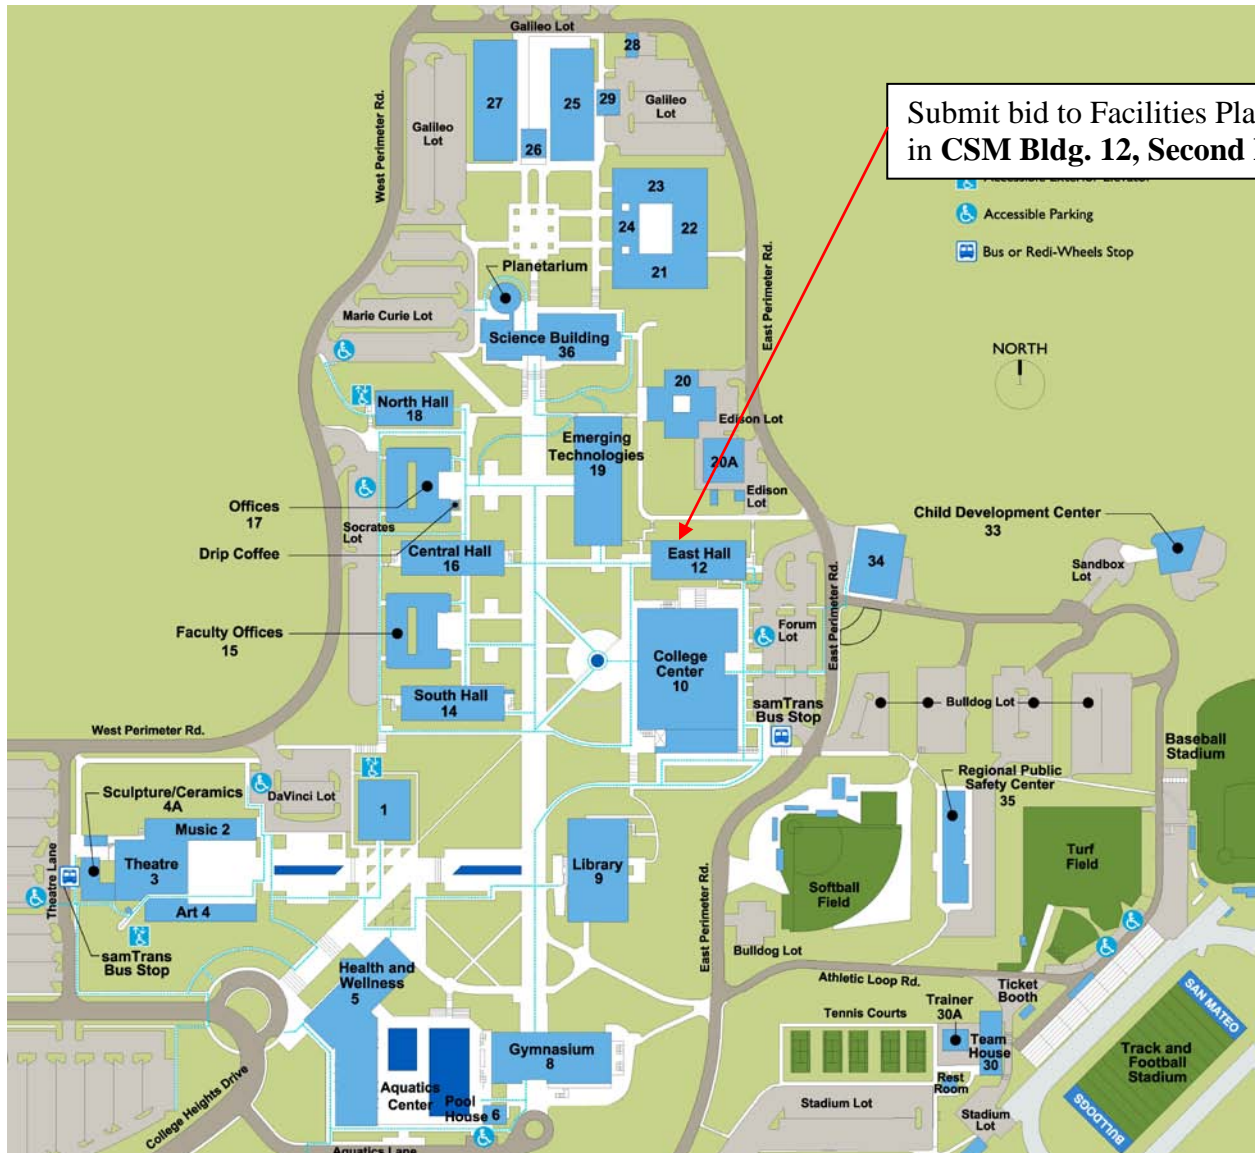 Galileo Lot
28
27
25
29
Galileo
Lot
Galileo
Lot
26
West Perimeter Rd.
Submit bid to Facilities
in CSM Bldg. 12, Second
Accessible Parking
Bus or Redi-Wheels Stop
23
24
22
21
East Perimeter Rd.
Planetarium
Marie Curie Lot
Science Building
36
NORTH
North Hall
18
20
Edison Lot
Emerging
Technologies
19
20A
Edison
Lot
Offices
17
Socrates
Lot
Drip Coffee
Central Hall
16
East Hall
12
34
Child Development Center
33
Sandbox
Lot
Faculty Offices
15
College
Center
10
Forum
Lot
East Perimeter Rd.
South Hall
14
samTrans
Bus Stop
Bulldog Lot
West Perimeter Rd.
Baseball
Stadium
Sculpture/Ceramics
4A
DaVinci Lot
1
Regional Public
Safety Center
35
Music 2
Theatre
3
Art 4
Theatre Lane
samTrans
Bus Stop
Library
9
Softball
Field
Turf
Field
East Perimeter Rd.
Bulldog Lot
Health and
Wellness
5
Athletic Loop Rd.
Ticket
Booth
Trainer
30A
Tennis Courts
Team
House
30
Rest
Room
SAN MATEO
Track and
Football
Stadium
BULLDOGS
Gymnasium
8
Aquatics
Center
Pool
House
6
Stadium Lot
Stadium
Lot
College Heights Drive
Aquatics Lane